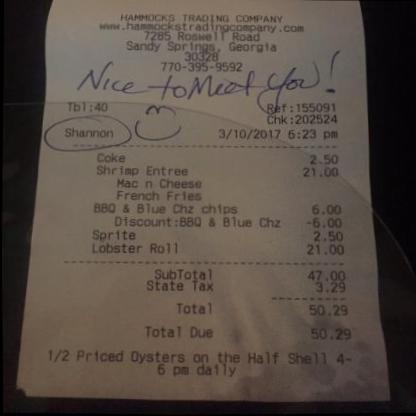 HAMMOCKS TRADING COMPANY
www.hammockstradingcompany.com
7285 Roswell Road
Sandy Springs, Georgia
30328
770-395-9592
Nice to Meet You!
Tbl:40 Ref:155091
Chk:202524
Shannon 3/10/2017 6:23 pm
Coke 2.50
Shrimp Entree 21.00
Mac n Cheese
French Fries
BBQ & Blue Chz chips 6.00
Discount:BBQ & Blue Chz -6.00
Sprite 2.50
Lobster Roll 21.00
SubTotal 47.00
State Tax 3.29
Total 50.29
Total Due 50.29
1/2 Priced Oysters on the Half Shell 4-
6 pm daily